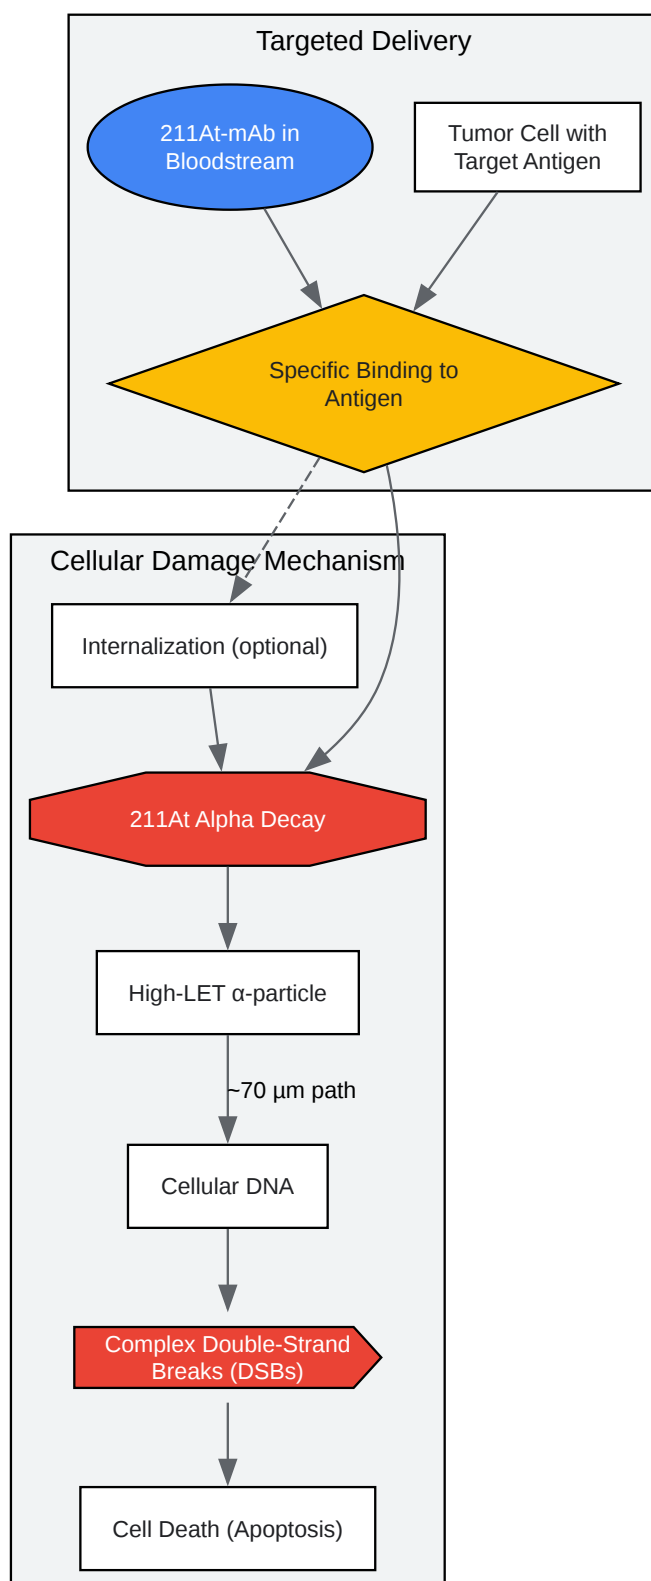 Targeted Delivery
211At-mAb in
Bloodstream
Tumor Cell with
Target Antigen
Specific Binding to
Antigen
Cellular Damage Mechanism
Internalization (optional)
211At Alpha Decay
High-LET α-particle
~70 µm path
Cellular DNA
Complex Double-Strand
Breaks (DSBs)
Cell Death (Apoptosis)